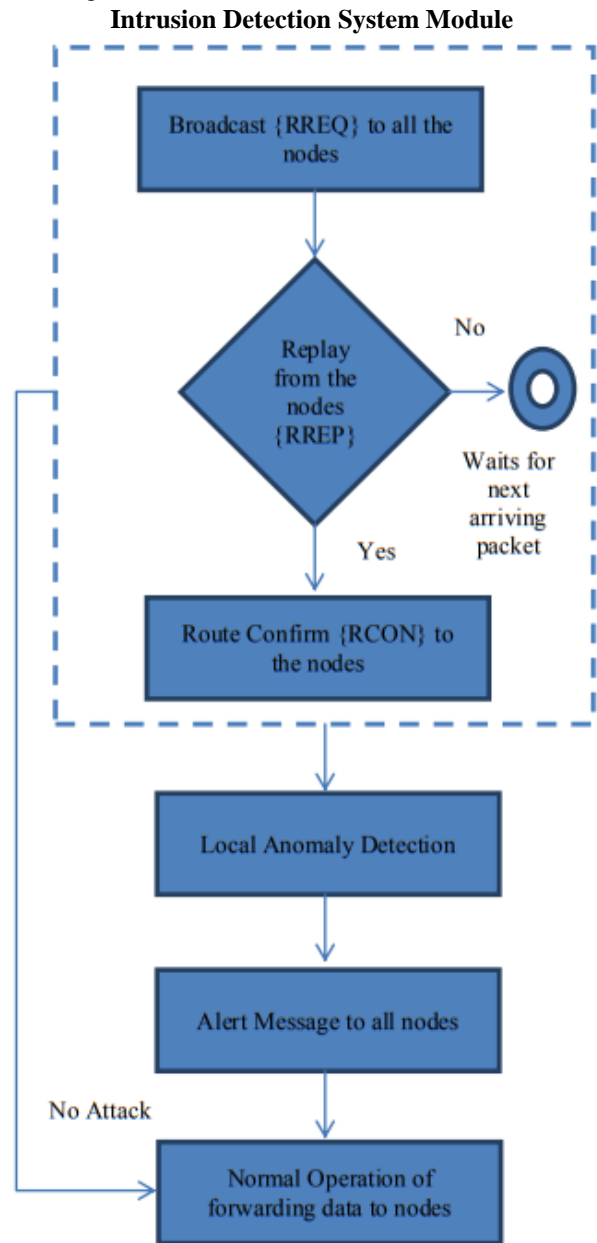 Intrusion Detection System Module
Broadcast {RREQ} to all the
nodes
Replay
from the
nodes
{RREP}
No
Waits for
next
arriving
packet
Yes
Route Confirm {RCON} to
the nodes
Local Anomaly Detection
Alert Message to all nodes
No Attack
Normal Operation of
forwarding data to nodes